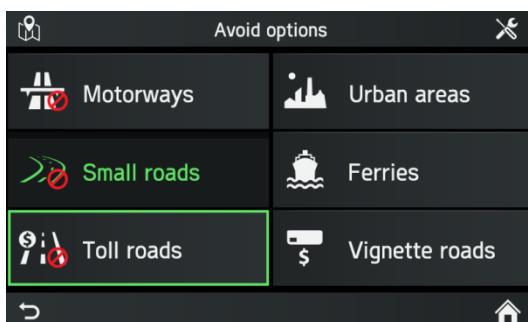 Avoid options
Motorways
Urban areas
Small roads
Ferries
Toll roads
Vignette roads